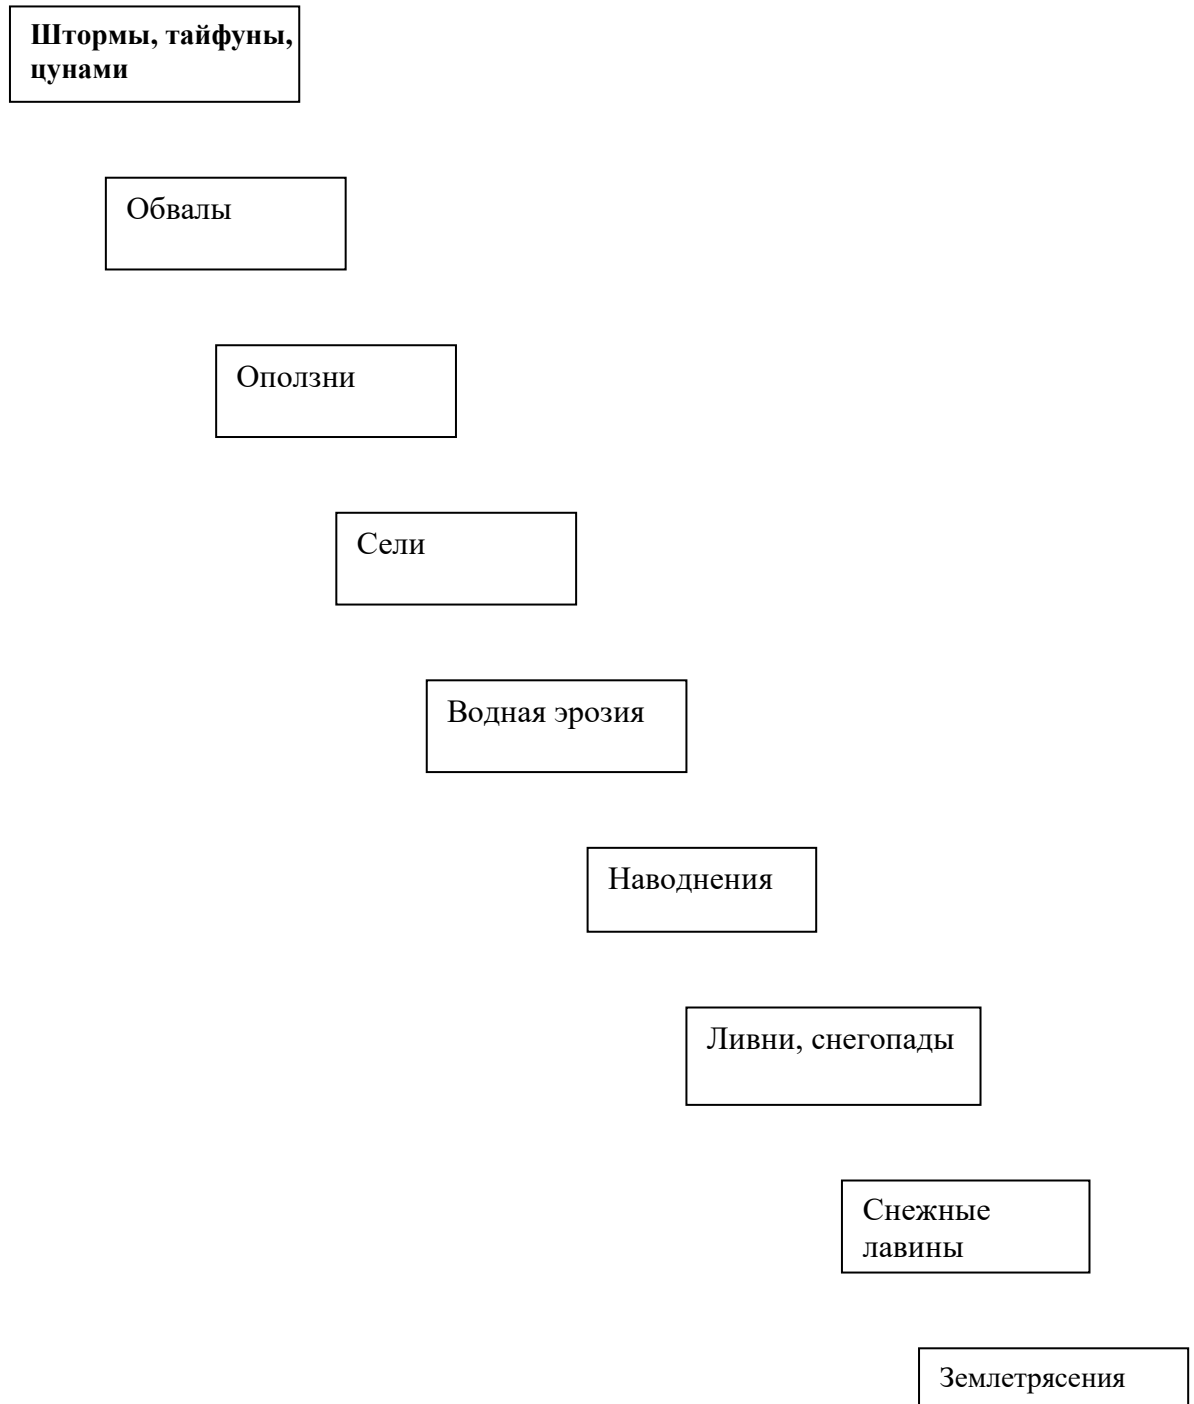 Штормы, тайфуны,
цунами
Обвалы
Оползни
Сели
Водная эрозия
Наводнения
Ливни, снегопады
Снежные
лавины
Землетрясения